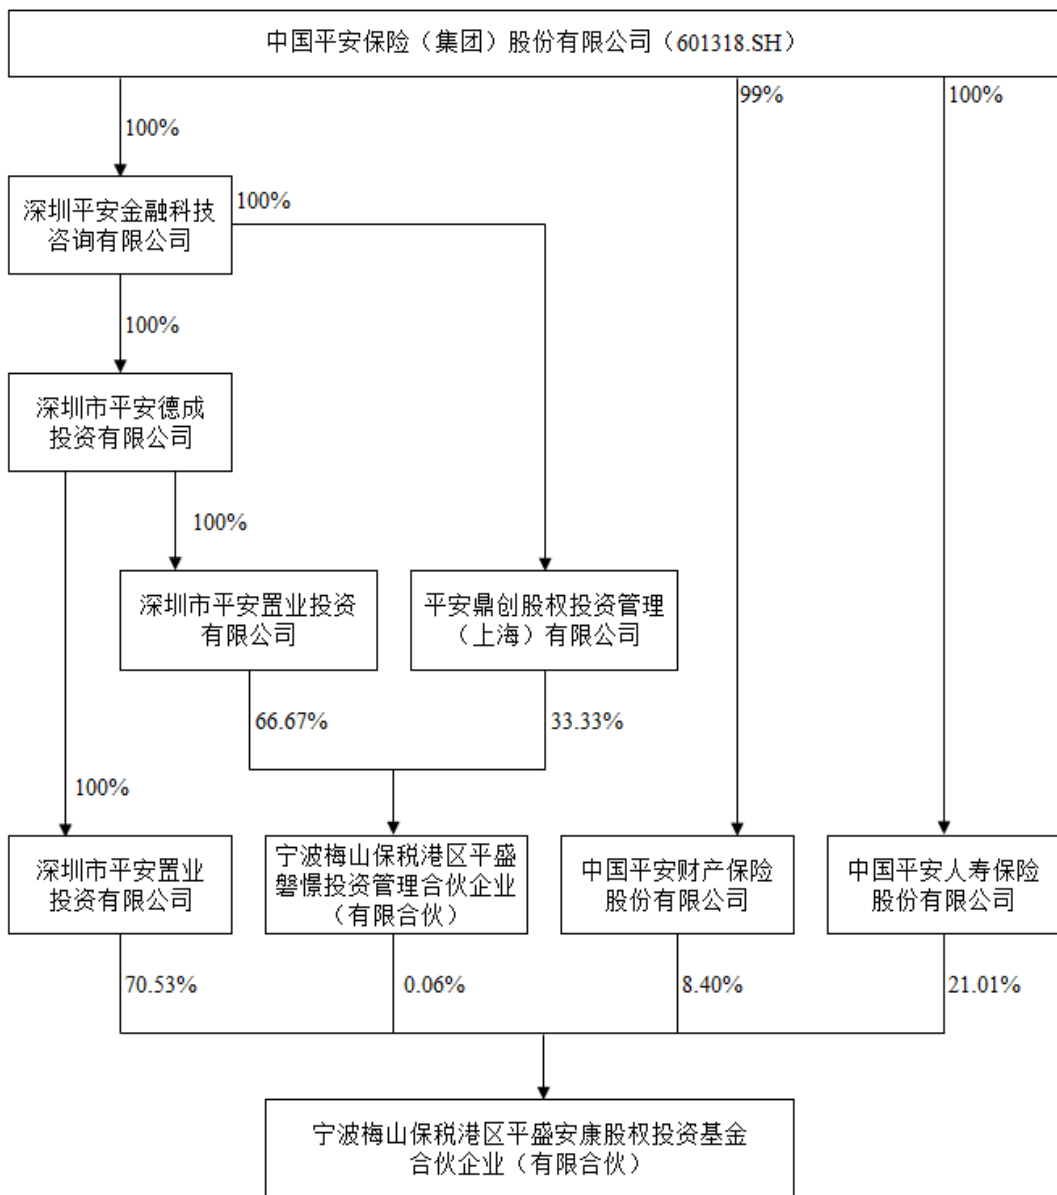 中国平安保险（集团）股份有限公司（601318.SH）
99%
100%
100%
深圳平安金融科技
咨询有限公司
100%
100%
深圳市平安德成
投资有限公司
100%
深圳市平安置业投资
有限公司
平安鼎创股权投资管理
（上海）有限公司
66.67%
33.33%
100%
深圳市平安置业
投资有限公司
宁波梅山保税港区平盛
磐憬投资管理合伙企业
（有限合伙）
中国平安财产保险
股份有限公司
中国平安人寿保险
股份有限公司
70.53%
0.06%
8.40%
21.01%
宁波梅山保税港区平盛安康股权投资基金
合伙企业（有限合伙）